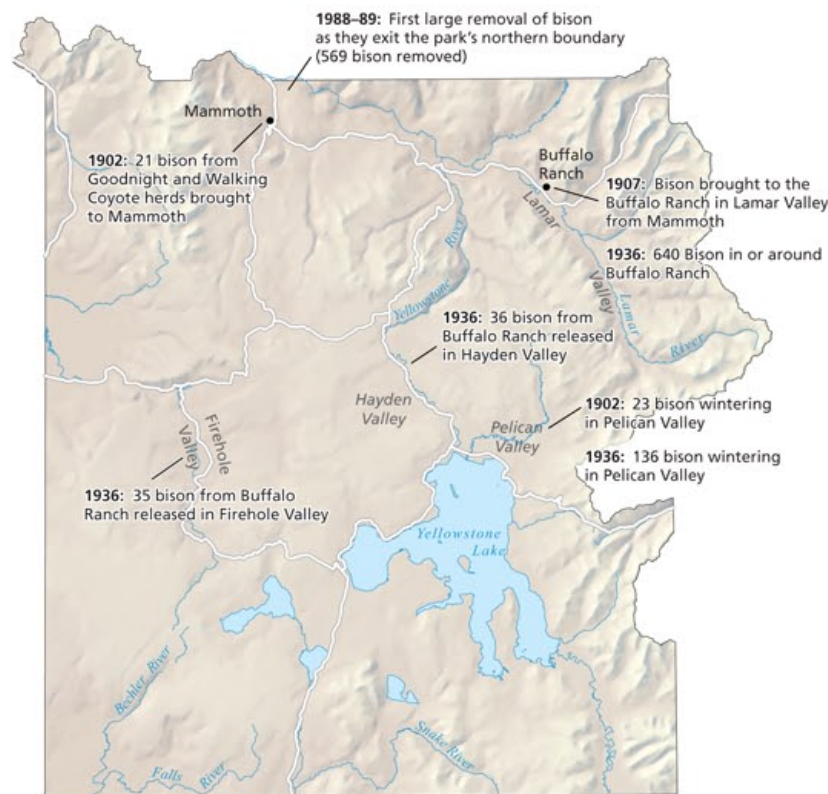 1988–89: First large removal of bison
as they exit the park's northern boundary
(569 bison removed)
Mammoth
1902: 21 bison from
Goodnight and Walking
Coyote herds brought
to Mammoth
Buffalo
Ranch
1907: Bison brought to the
Buffalo Ranch in Lamar Valley
from Mammoth
1936: 640 Bison in or around
Buffalo Ranch
Lamar
Valley
Lamar
River
Yellowstone
River
1936: 36 bison from
Buffalo Ranch released
in Hayden Valley
Hayden
Valley
Pelican
Valley
1902: 23 bison wintering
in Pelican Valley
1936: 136 bison wintering
in Pelican Valley
Firehole
Valley
1936: 35 bison from Buffalo
Ranch released in Firehole Valley
Yellowstone
Lake
Bechler River
Falls
River
Snake River